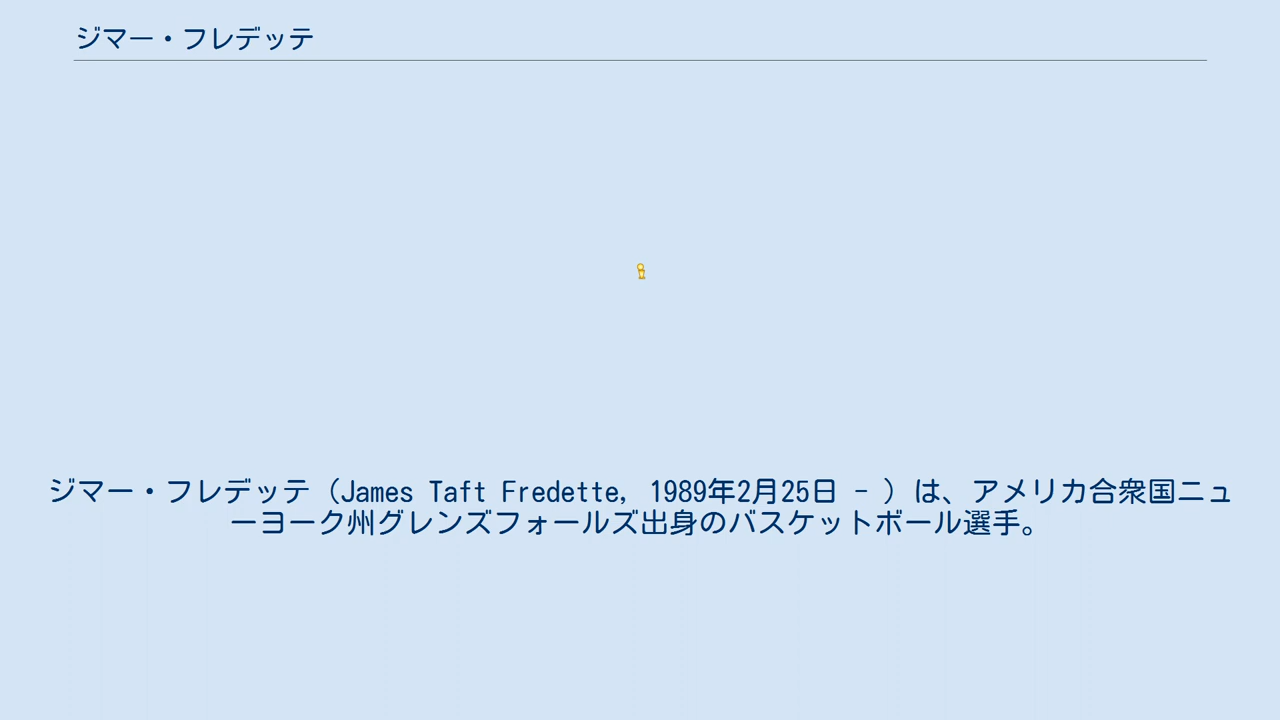 ジマー・フレデッテ
ジマー・フレデッテ（James Taft Fredette, 1989年2月25日 - ）は、アメリカ合衆国ニュ
ーヨーク州グレンズフォールズ出身のバスケットボール選手。